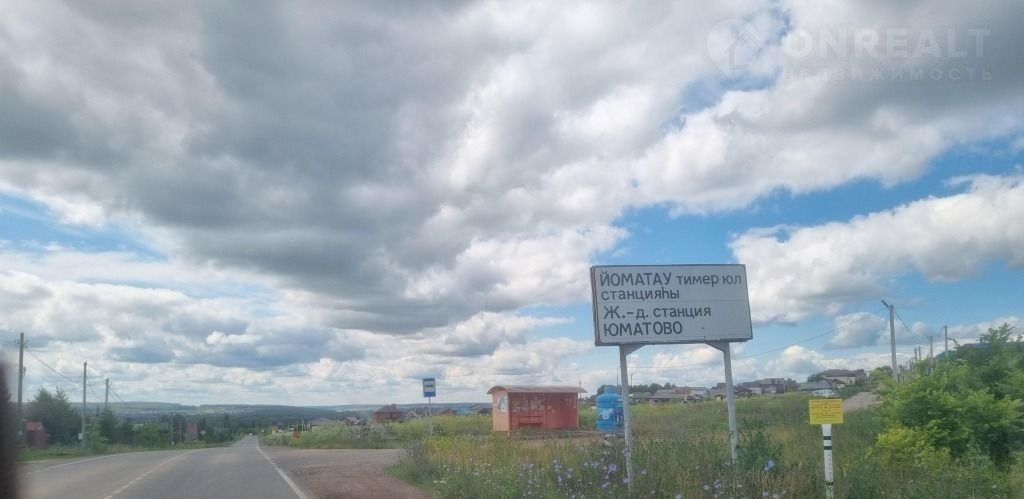 ONREALT
НЕДВИЖИМОСТЬ
ЙОМАТАУ тимер юл
станцияһы
Ж.-д. станция
ЮМАТОВО